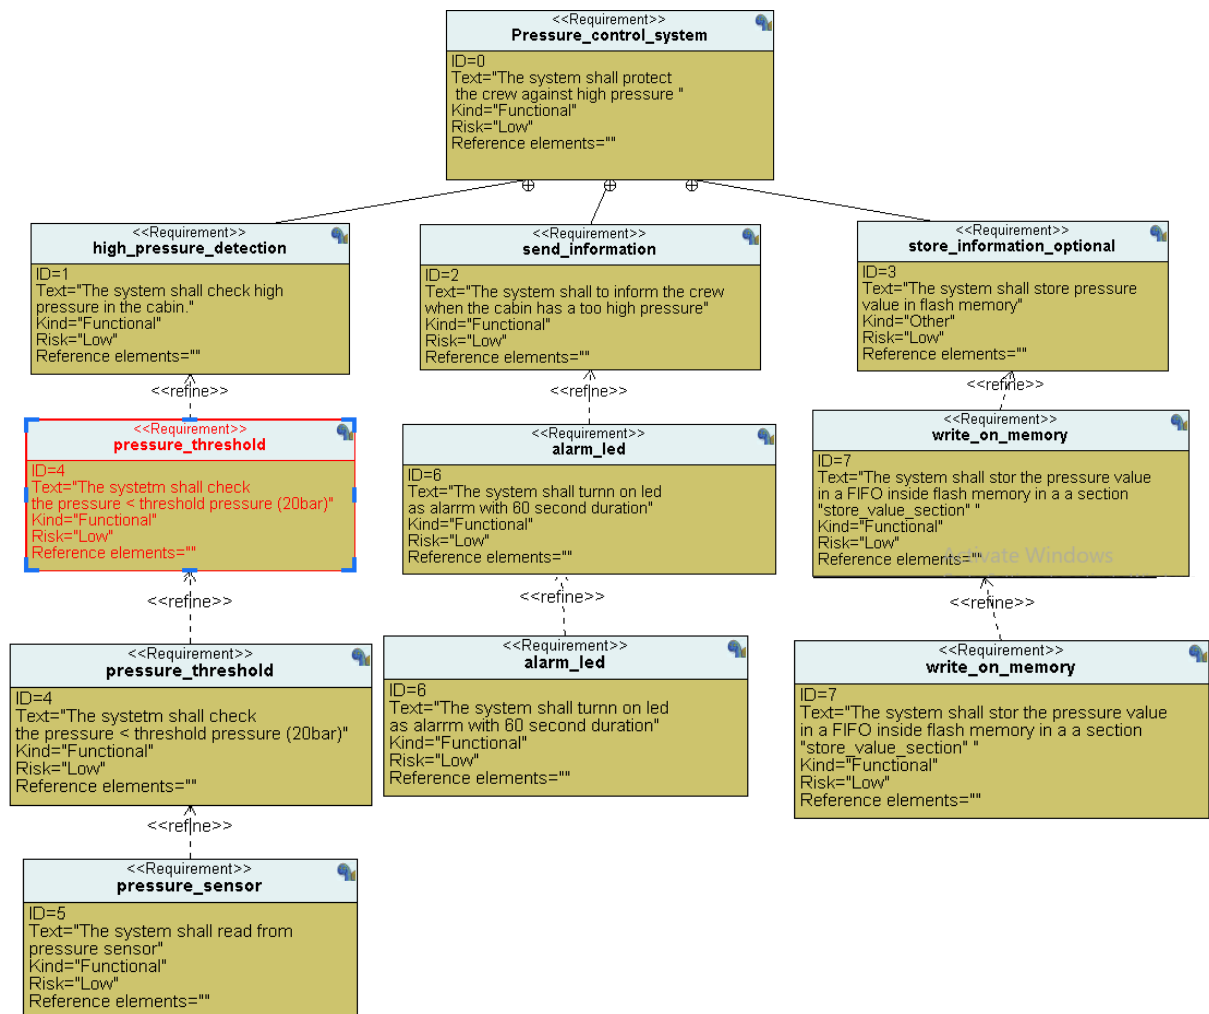 <<Requirement>>
Pressure_control_system
ID=0
Text="The system shall protect
the crew against high pressure "
Kind="Functional"
Risk="Low"
Reference elements=""
<<Requirement>>
high_pressure_detection
ID=1
Text="The system shall check high
pressure in the cabin."
Kind="Functional"
Risk="Low"
Reference elements=""
<<Requirement>>
send_information
ID=2
Text="The system shall to inform the crew
when the cabin has a too high pressure"
Kind="Functional"
Risk="Low"
Reference elements=""
<<Requirement>>
store_information_optional
ID=3
Text="The system shall store pressure
value in flash memory"
Kind="Other"
Risk="Low"
Reference elements=""
<<refine>>
<<refine>>
<<refine>>
<<Requirement>>
pressure_threshold
ID=4
Text="The systetm shall check
the pressure < threshold pressure (20bar)"
Kind="Functional"
Risk="Low"
Reference elements=""
<<Requirement>>
alarm_led
ID=6
Text="The system shall turnn on led
as alarrm with 60 second duration"
Kind="Functional"
Risk="Low"
Reference elements=""
<<Requirement>>
write_on_memory
ID=7
Text="The system shall stor the pressure value
in a FIFO inside flash memory in a a section
"store_value_section" "
Kind="Functional"
Risk="Low"
Reference elements=""
Activate Windows
<<refine>>
<<refine>>
<<refine>>
<<Requirement>>
pressure_threshold
ID=4
Text="The systetm shall check
the pressure < threshold pressure (20bar)"
Kind="Functional"
Risk="Low"
Reference elements=""
<<Requirement>>
alarm_led
ID=6
Text="The system shall turnn on led
as alarrm with 60 second duration"
Kind="Functional"
Risk="Low"
Reference elements=""
<<Requirement>>
write_on_memory
ID=7
Text="The system shall stor the pressure value
in a FIFO inside flash memory in a a section
"store_value_section" "
Kind="Functional"
Risk="Low"
Reference elements=""
<<refine>>
<<Requirement>>
pressure_sensor
ID=5
Text="The system shall read from
pressure sensor"
Kind="Functional"
Risk="Low"
Reference elements=""